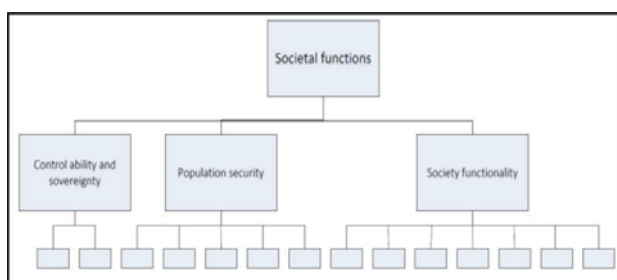 Societal functions
Control ability and
sovereignty
Population security
Society functionality